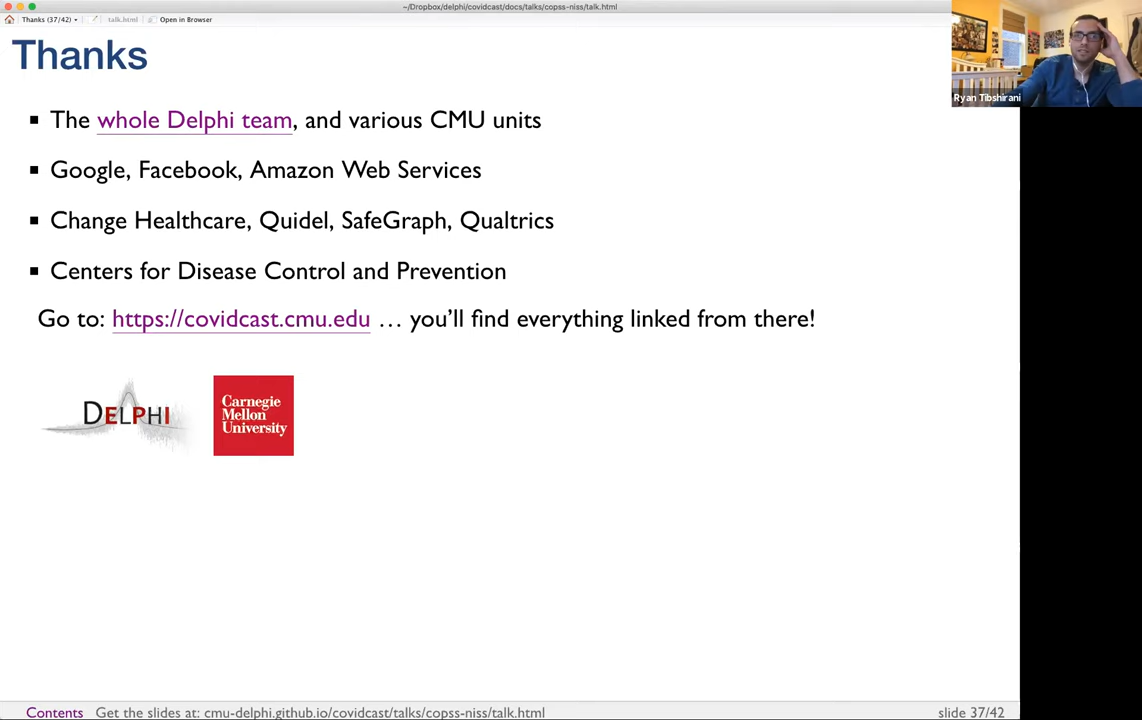 ~/Dropbox/delphi/covidcast/docs/talks/copss-niss/talk.html
Thanks (37/42)
talk.html
Open in Browser
Thanks
Ryan Tibshirani
The whole Delphi team, and various CMU units
Google, Facebook, Amazon Web Services
Change Healthcare, Quidel, SafeGraph, Qualtrics
Centers for Disease Control and Prevention
Go to: https://covidcast.cmu.edu … you’ll find everything linked from there!
DELPHI
Carnegie
Mellon
University
Contents Get the slides at: cmu-delphi.github.io/covidcast/talks/copss-niss/talk.html slide 37/42